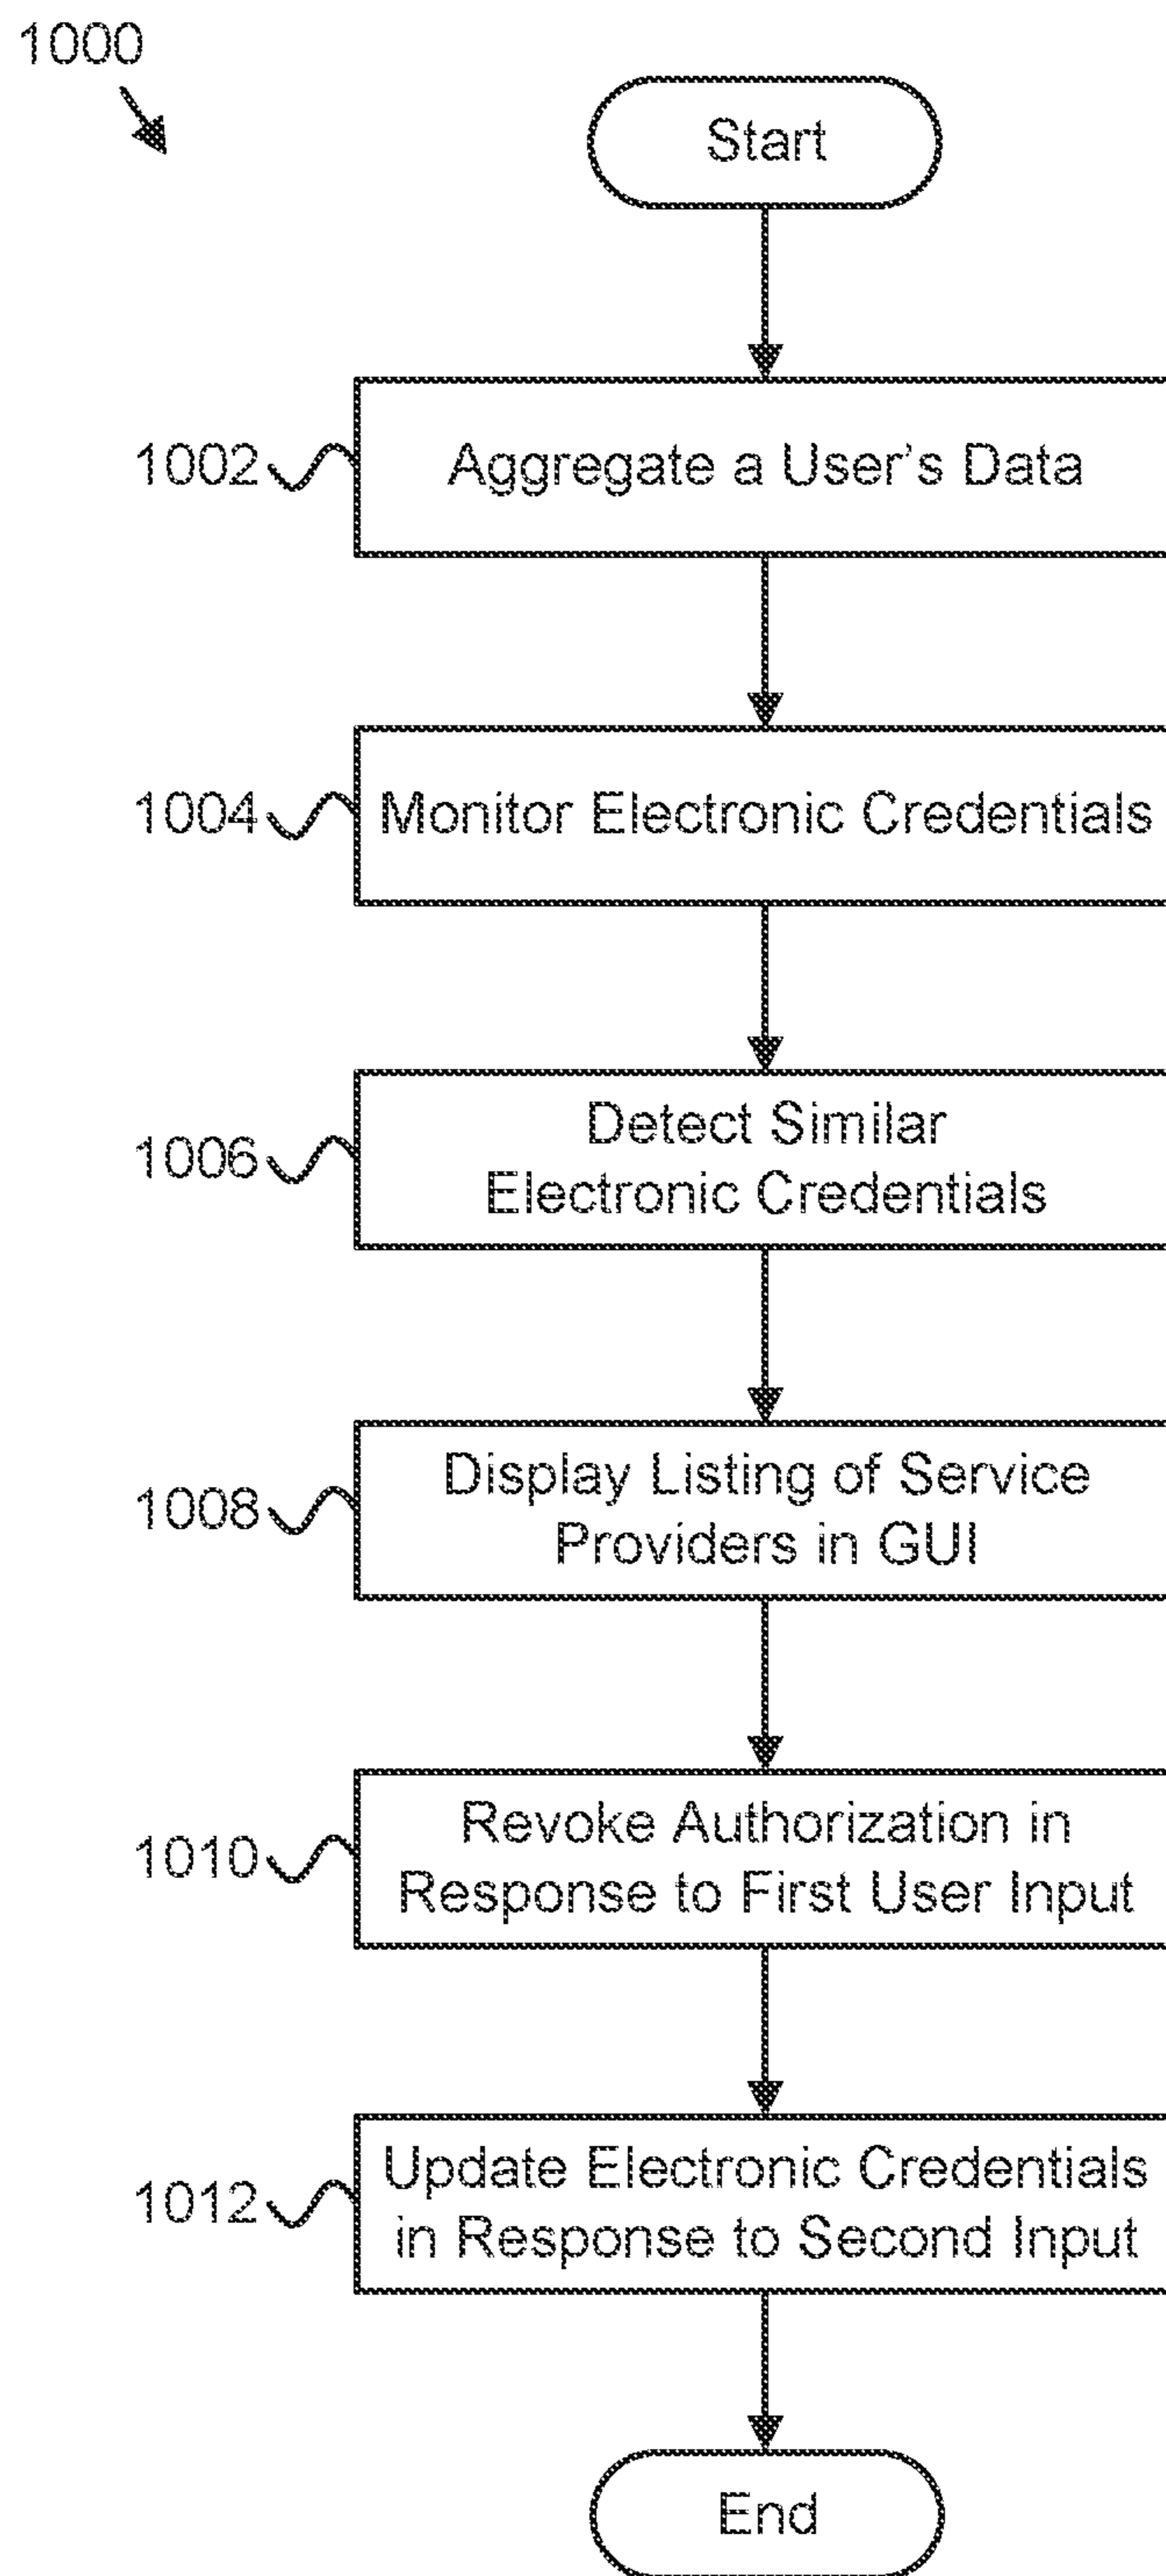 1000
Start
1002
Aggregate a User's Data
1004
Monitor Electronic Credentials
1006
Detect Similar
Electronic Credentials
1008
Display Listing of Service
Providers in GUI
1010
Revoke Authorization in
Response to First User Input
1012
Update Electronic Credentials
in Response to Second Input
End